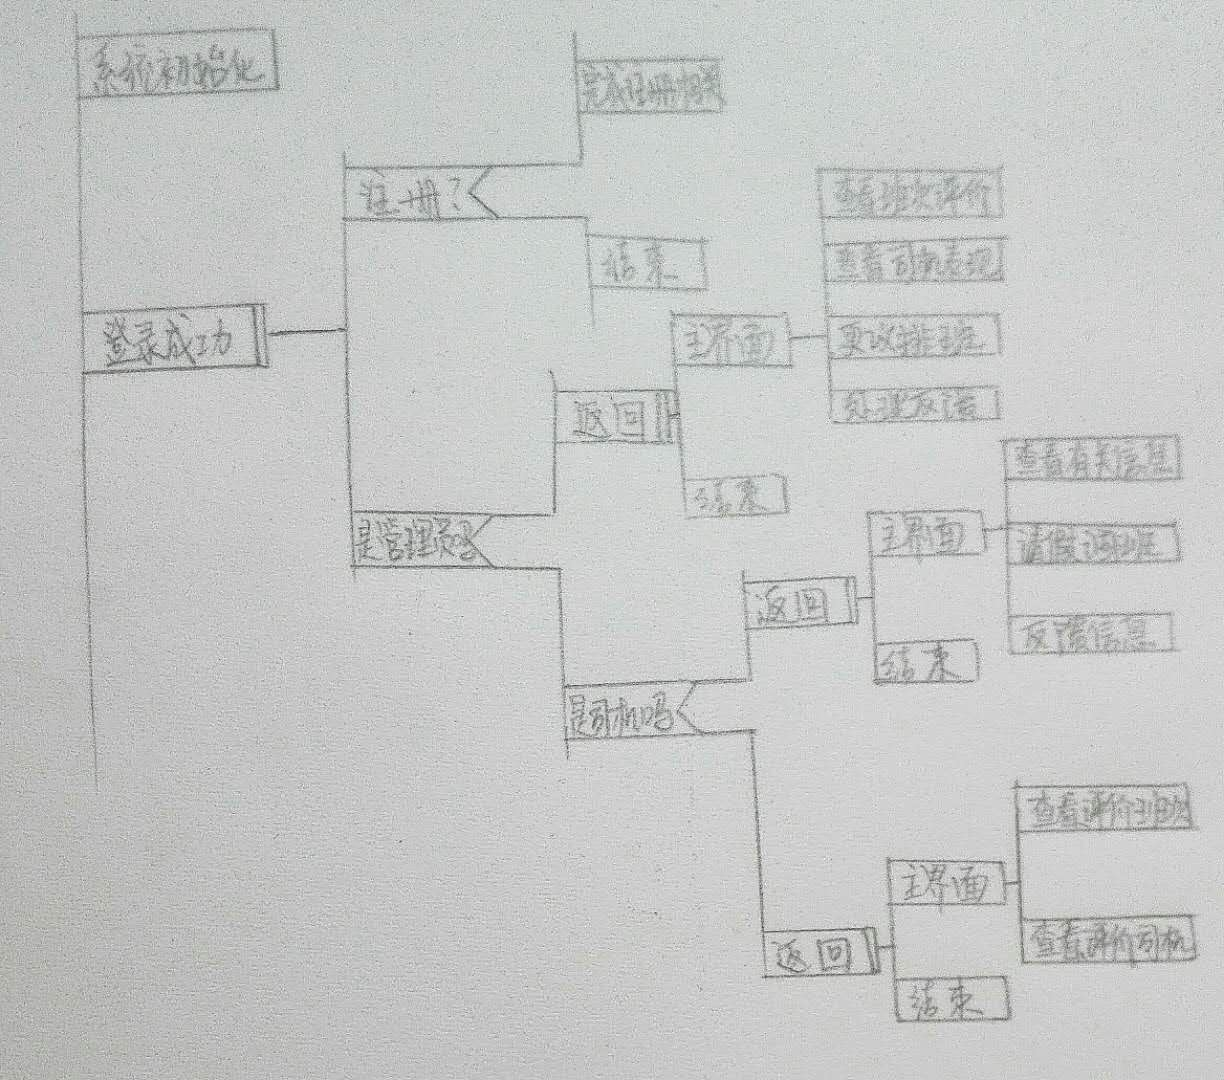 系统初始化
完成注册相关
注册?
查看班次评价
结束
查看司机表现
登录成功
主界面
更改排班
返回
处理反馈
查看有关信息
结束
是管理员吗
主界面
请假调班
返回
反馈信息
结束
是司机吗
查看评价班次
主界面
返回
查看评价司机
结束